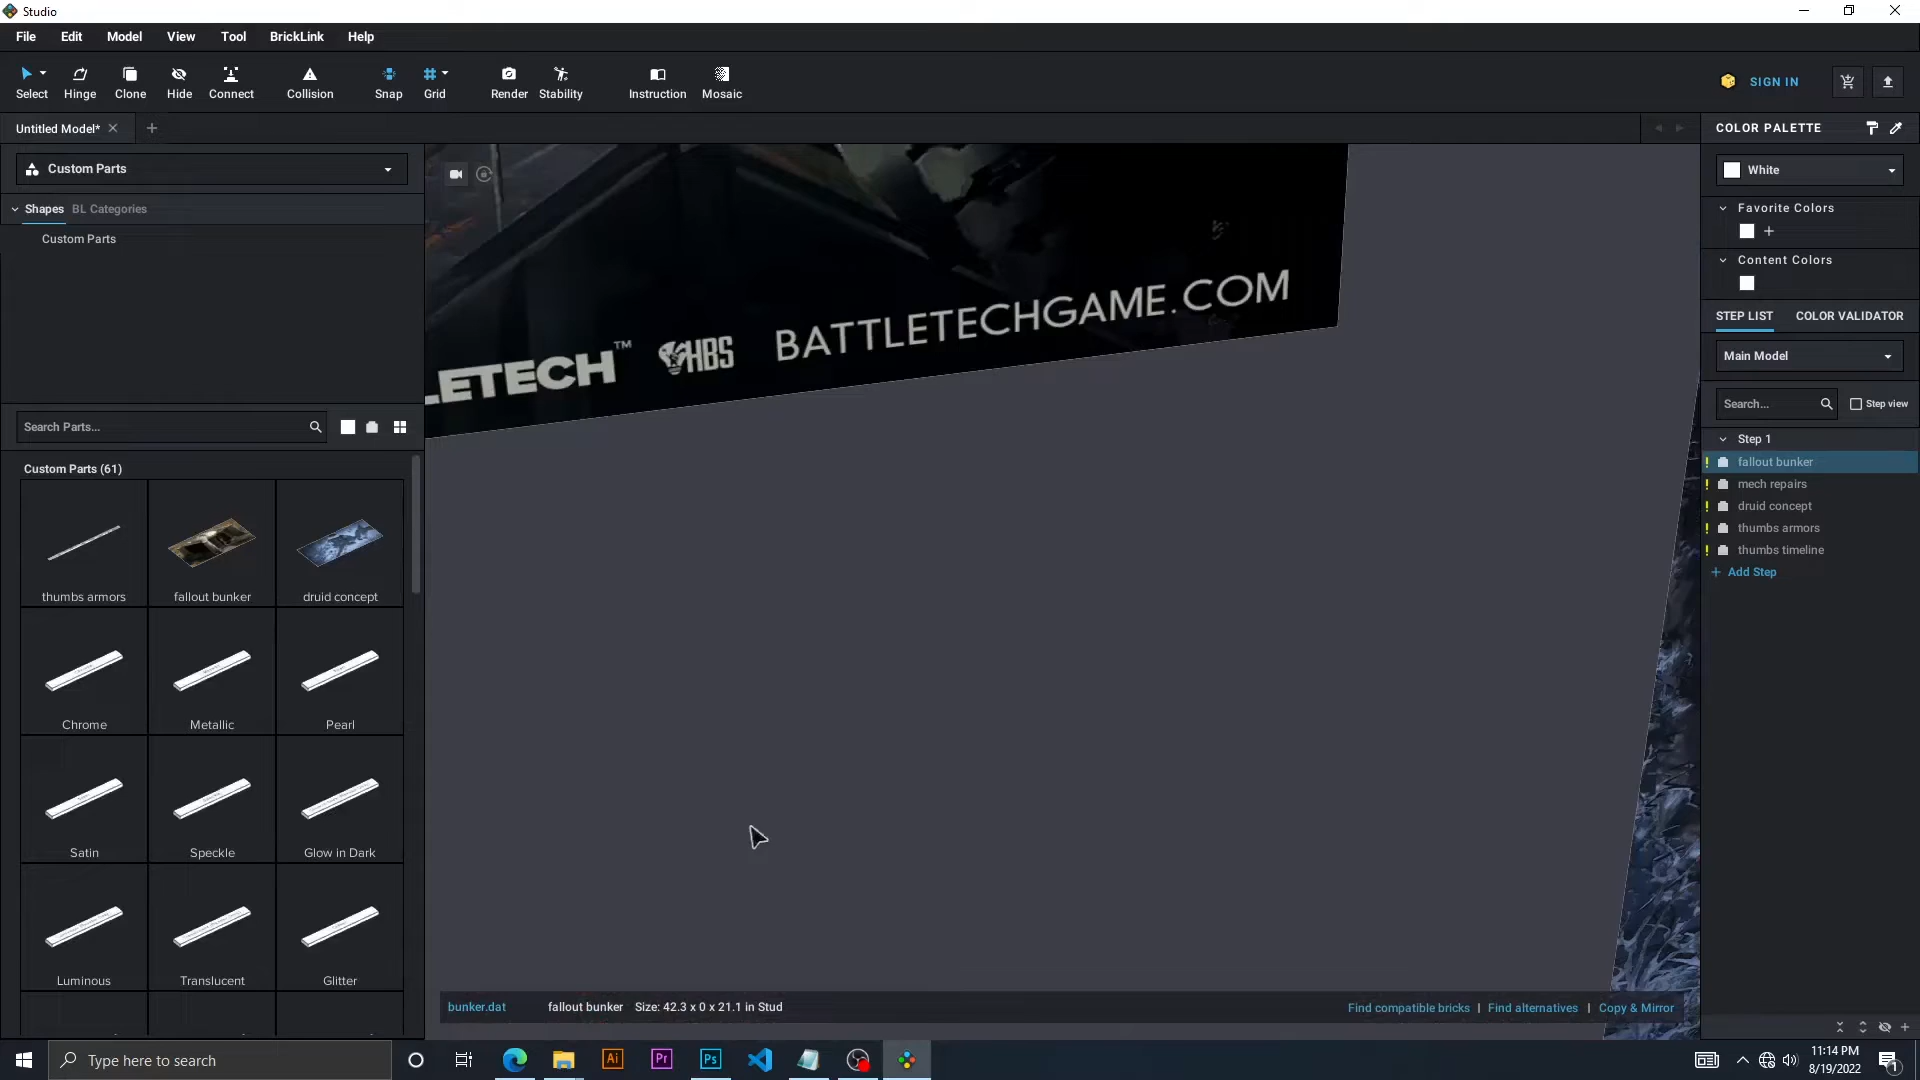 Studio
File Edit Model View Tool BrickLink Help
Select Hinge Clone Hide Connect Collision Snap Grid Render Stability Instruction Mosaic
SIGN IN
Untitled Model*
COLOR PALETTE
Custom Parts
White
Shapes BL Categories
Favorite Colors
Custom Parts
Content Colors
LETECH™ HBS BATTLETECHGAME.COM
STEP LIST COLOR VALIDATOR
Main Model
Search... Step view
Search Parts...
Step 1
Custom Parts (61)
fallout bunker
mech repairs
druid concept
thumbs armors
thumbs timeline
+ Add Step
thumbs armors fallout bunker druid concept
Chrome Metallic Pearl
Satin Speckle Glow in Dark
Luminous Translucent Glitter
bunker.dat fallout bunker Size: 42.3 x 0 x 21.1 in Stud Find compatible bricks | Find alternatives | Copy & Mirror
Type here to search
Ai Pr Ps
11:14 PM
8/19/2022
1